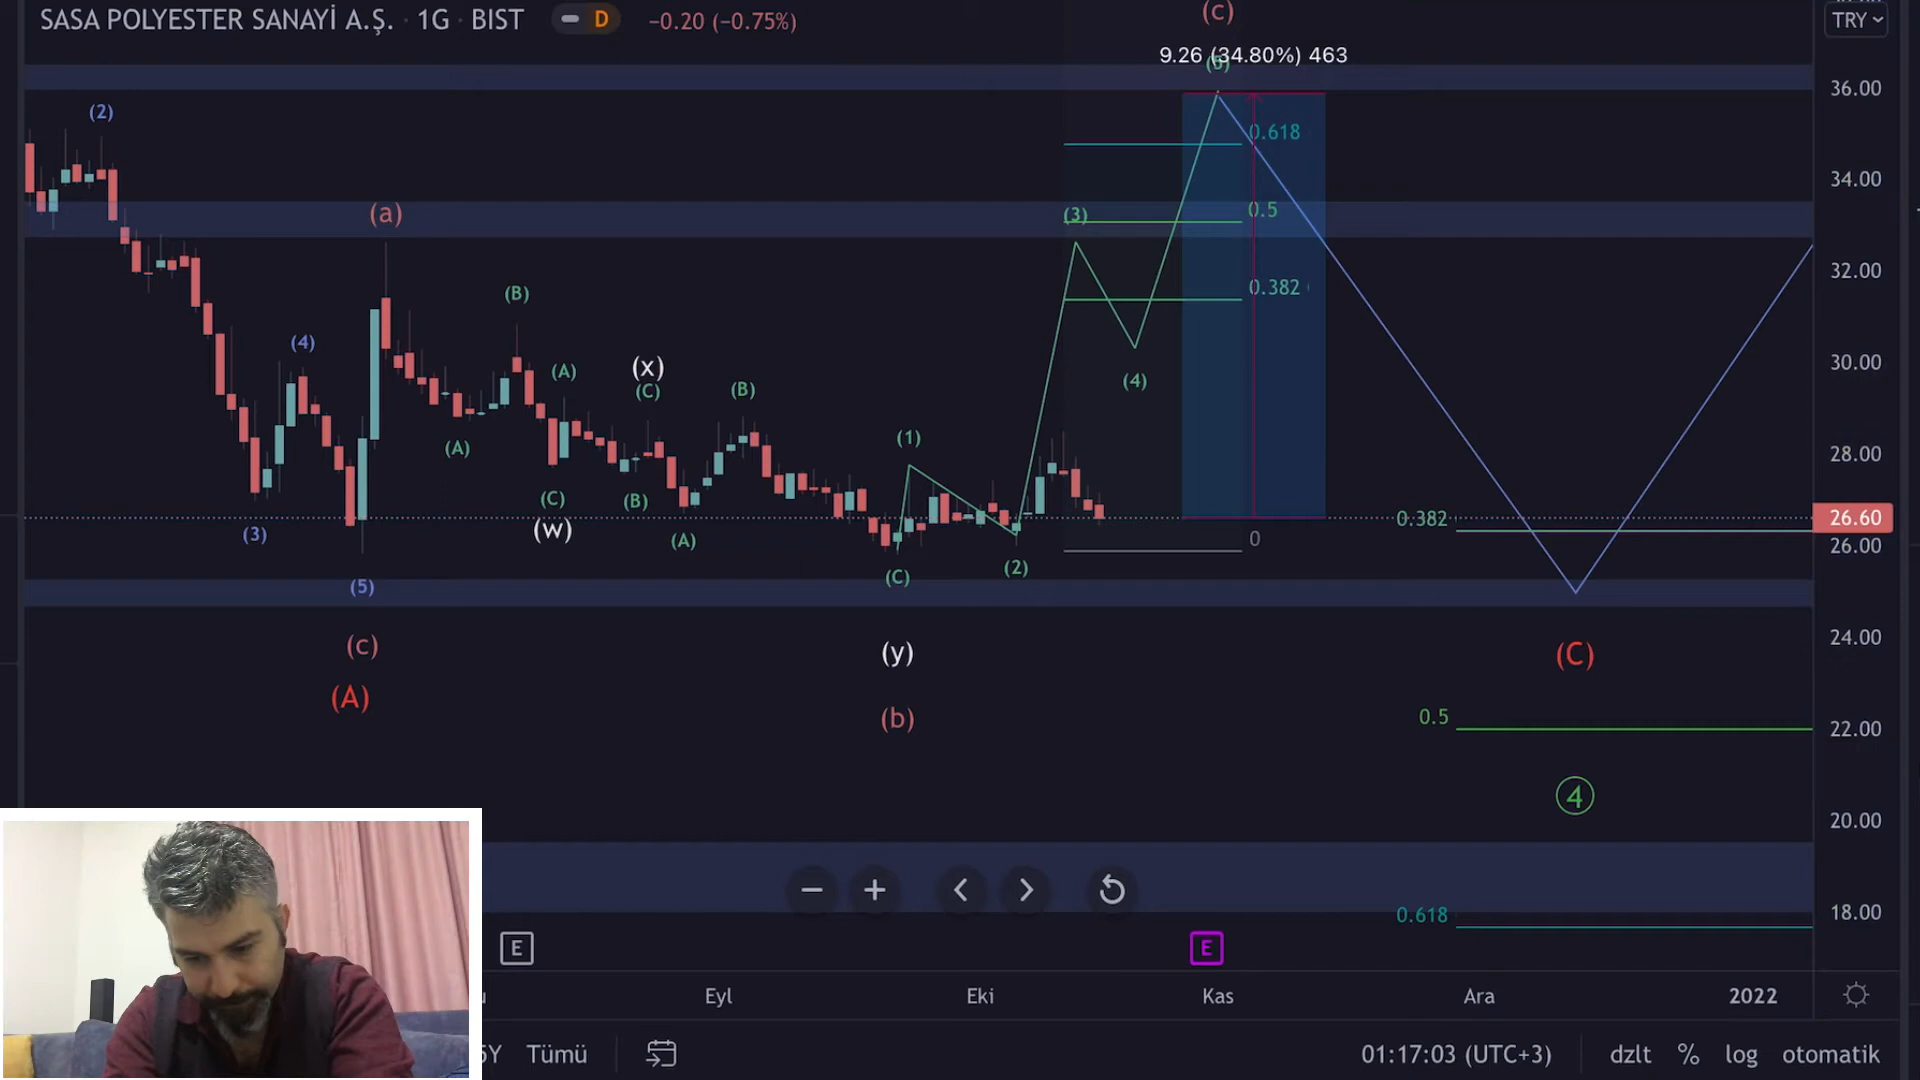 SASA POLYESTER SANAYİ A.Ş. · 1G · BIST D −0.20 (−0.75%)
TRY
(c)
9.26 (34.80%) 463
36.00
(2)
0.618
34.00
(a)
(3)
0.5
32.00
(B)
0.382
(4)
30.00
(A)
(x)
(C)
(B)
(4)
(A)
(1)
28.00
(C)
(B)
(w)
(3)
(A)
0.382
26.60
0
26.00
(5)
(C)
(2)
(c)
(y)
(C)
24.00
(A)
(b)
0.5
22.00
4
20.00
0.618
18.00
E
E
Eyl
Eki
Kas
Ara
2022
Tümü
01:17:03 (UTC+3)
dzlt
%
log
otomatik